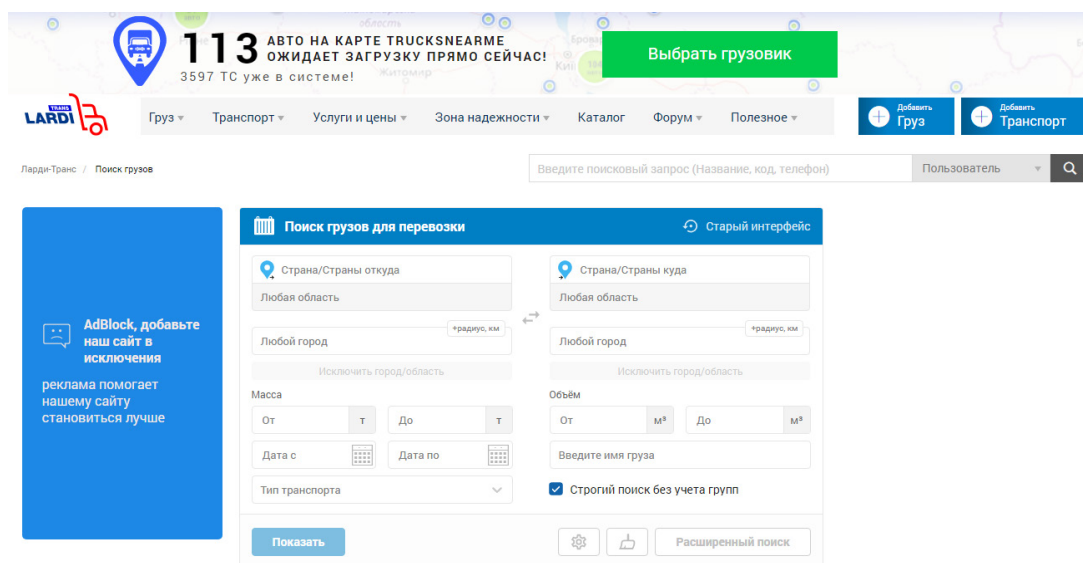 113 АВТО НА КАРТЕ TRUCKSNEARME
ОЖИДАЕТ ЗАГРУЗКУ ПРЯМО СЕЙЧАС!
3597 ТС уже в системе!
Выбрать грузовик
область
Житомир
TRANS
LARDI
Груз Транспорт Услуги и цены Зона надежности Каталог Форум Полезное
Добавить
Груз
Добавить
Транспорт
Ларди-Транс / Поиск грузов
Введите поисковый запрос (Название, код, телефон) Пользователь
AdBlock, добавьте
наш сайт в
исключения
реклама помогает
нашему сайту
становиться лучше
Поиск грузов для перевозки Старый интерфейс
Страна/Страны откуда Страна/Страны куда
Любая область Любая область
Любой город +радиус, км Любой город +радиус, км
Исключить город/область Исключить город/область
Масса Объём
От т До т От м³ До м³
Дата с Дата по Введите имя груза
Тип транспорта Строгий поиск без учета групп
Показать Расширенный поиск